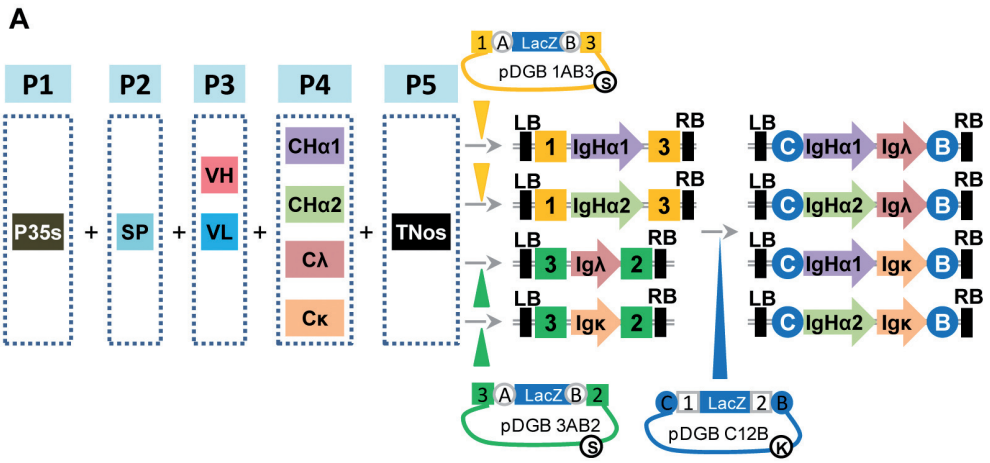 A
1 A LacZ B 3
pDGB 1AB3
S
P1 P2 P3 P4 P5
P35s + SP + VH VL + CHα1 CHα2 Cλ Cκ + TNos
LB 1 IgHα1 3 RB
LB 1 IgHα2 3 RB
LB 3 Igλ 2 RB
LB 3 Igκ 2 RB
LB C IgHα1 Igλ B RB
LB C IgHα2 Igλ B RB
LB C IgHα1 Igκ B RB
LB C IgHα2 Igκ B RB
3 A LacZ B 2
pDGB 3AB2
S
C 1 LacZ 2 B
pDGB C12B
K